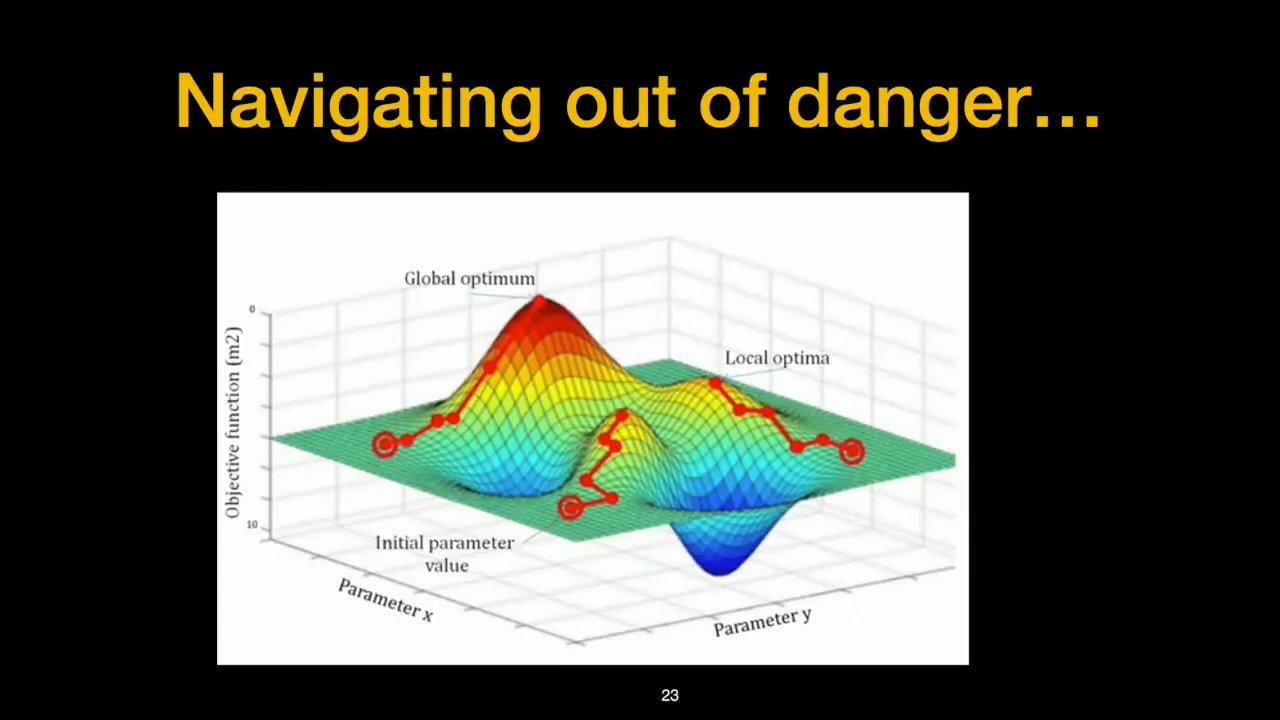 Navigating out of danger...
Global optimum
Local optima
0
Objective function (m2)
10
Initial parameter
value
Parameter x
Parameter y
23